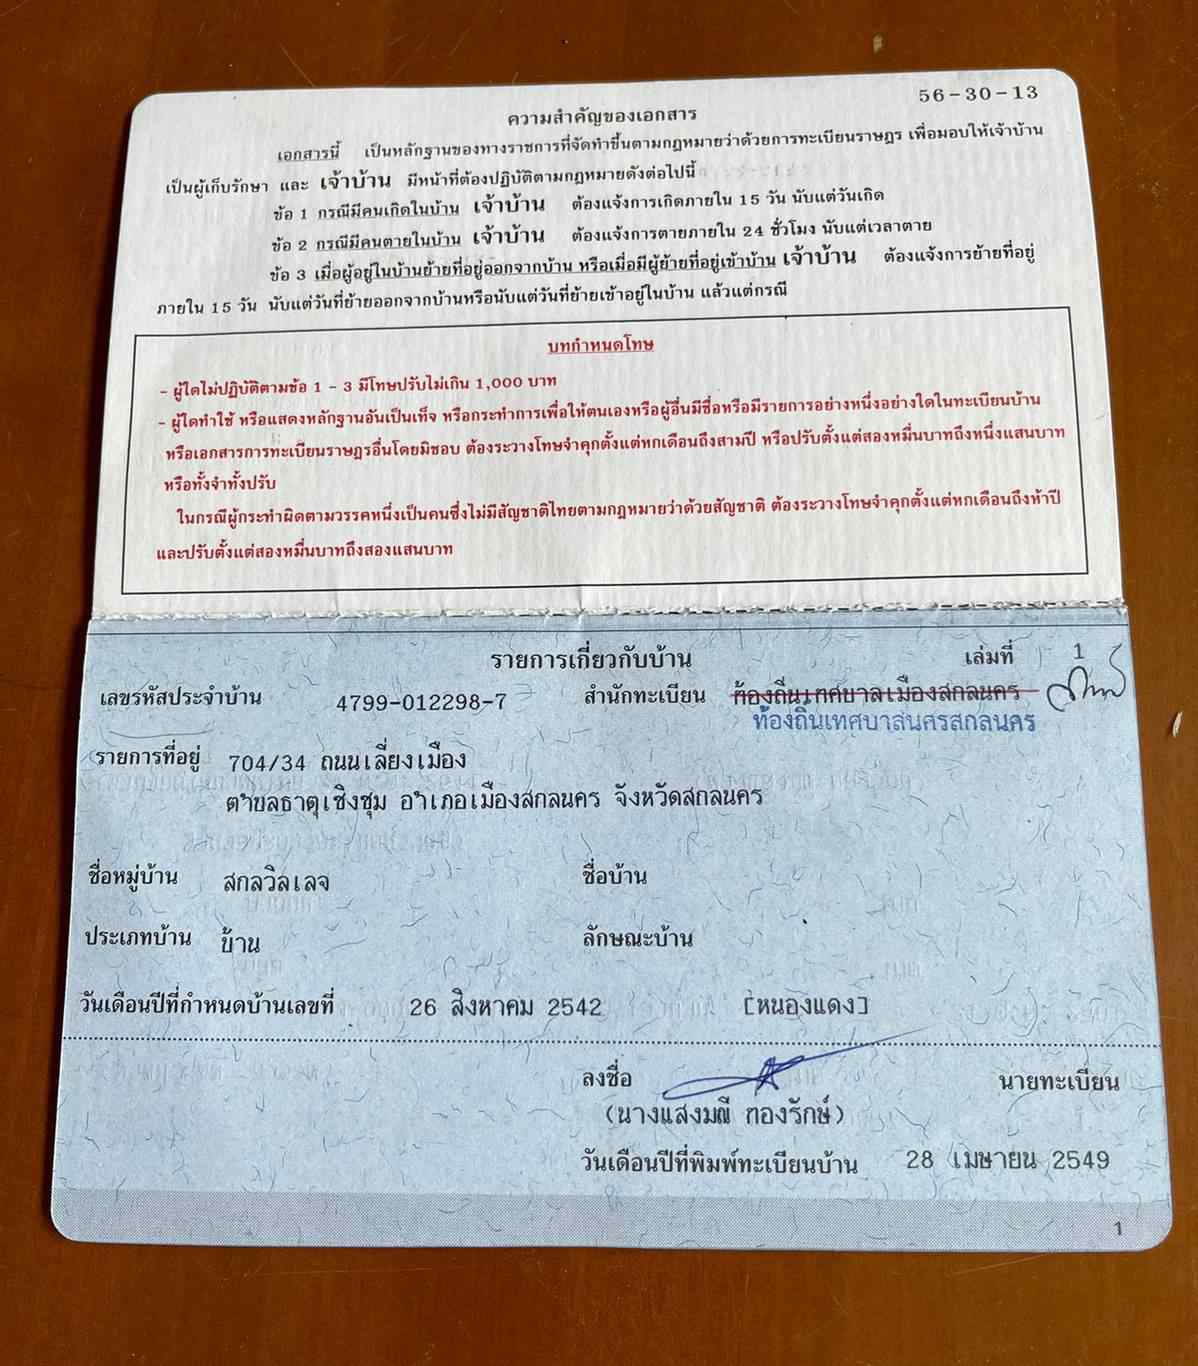 56-30-13
ความสำคัญของเอกสาร
เอกสารนี้ เป็นหลักฐานของทางราชการที่จัดทำขึ้นตามกฎหมายว่าด้วยการทะเบียนราษฎร เพื่อมอบให้เจ้าบ้าน
เป็นผู้เก็บรักษา และ เจ้าบ้าน มีหน้าที่ต้องปฏิบัติตามกฎหมายดังต่อไปนี้
ข้อ 1 กรณีมีคนเกิดในบ้าน เจ้าบ้าน ต้องแจ้งการเกิดภายใน 15 วัน นับแต่วันเกิด
ข้อ 2 กรณีมีคนตายในบ้าน เจ้าบ้าน ต้องแจ้งการตายภายใน 24 ชั่วโมง นับแต่เวลาตาย
ข้อ 3 เมื่อผู้อยู่ในบ้านย้ายที่อยู่ออกจากบ้าน หรือเมื่อมีผู้ย้ายที่อยู่เข้าบ้าน เจ้าบ้าน ต้องแจ้งการย้ายที่อยู่
ภายใน 15 วัน นับแต่วันที่ย้ายออกจากบ้านหรือนับแต่วันที่ย้ายเข้าอยู่ในบ้าน แล้วแต่กรณี
บทกำหนดโทษ
- ผู้ใดไม่ปฏิบัติตามข้อ 1 - 3 มีโทษปรับไม่เกิน 1,000 บาท
- ผู้ใดทำใช้ หรือแสดงหลักฐานอันเป็นเท็จ หรือกระทำการเพื่อให้ตนเองหรือผู้อื่นมีชื่อหรือมีรายการอย่างหนึ่งอย่างใดในทะเบียนบ้าน
หรือเอกสารการทะเบียนราษฎรอื่นโดยมิชอบ ต้องระวางโทษจำคุกตั้งแต่หกเดือนถึงสามปี หรือปรับตั้งแต่สองหมื่นบาทถึงหนึ่งแสนบาท
หรือทั้งจำทั้งปรับ
ในกรณีผู้กระทำผิดตามวรรคหนึ่งเป็นคนซึ่งไม่มีสัญชาติไทยตามกฎหมายว่าด้วยสัญชาติ ต้องระวางโทษจำคุกตั้งแต่หกเดือนถึงห้าปี
และปรับตั้งแต่สองหมื่นบาทถึงสองแสนบาท
รายการเกี่ยวกับบ้าน เล่มที่ 1
เลขรหัสประจำบ้าน 4799-012298-7 สำนักทะเบียน ท้องถิ่นเทศบาลเมืองสกลนคร
ท้องถิ่นเทศบาลนครสกลนคร
รายการที่อยู่ 704/34 ถนนเลี่ยงเมือง
ตำบลธาตุเชิงชุม อำเภอเมืองสกลนคร จังหวัดสกลนคร
ชื่อหมู่บ้าน สกลวิลเลจ ชื่อบ้าน
ประเภทบ้าน บ้าน ลักษณะบ้าน
วันเดือนปีที่กำหนดบ้านเลขที่ 26 สิงหาคม 2542 [หนองแดง]
ลงชื่อ นายทะเบียน
(นางแสงมณี ทองรักษ์)
วันเดือนปีที่พิมพ์ทะเบียนบ้าน 28 เมษายน 2549
1